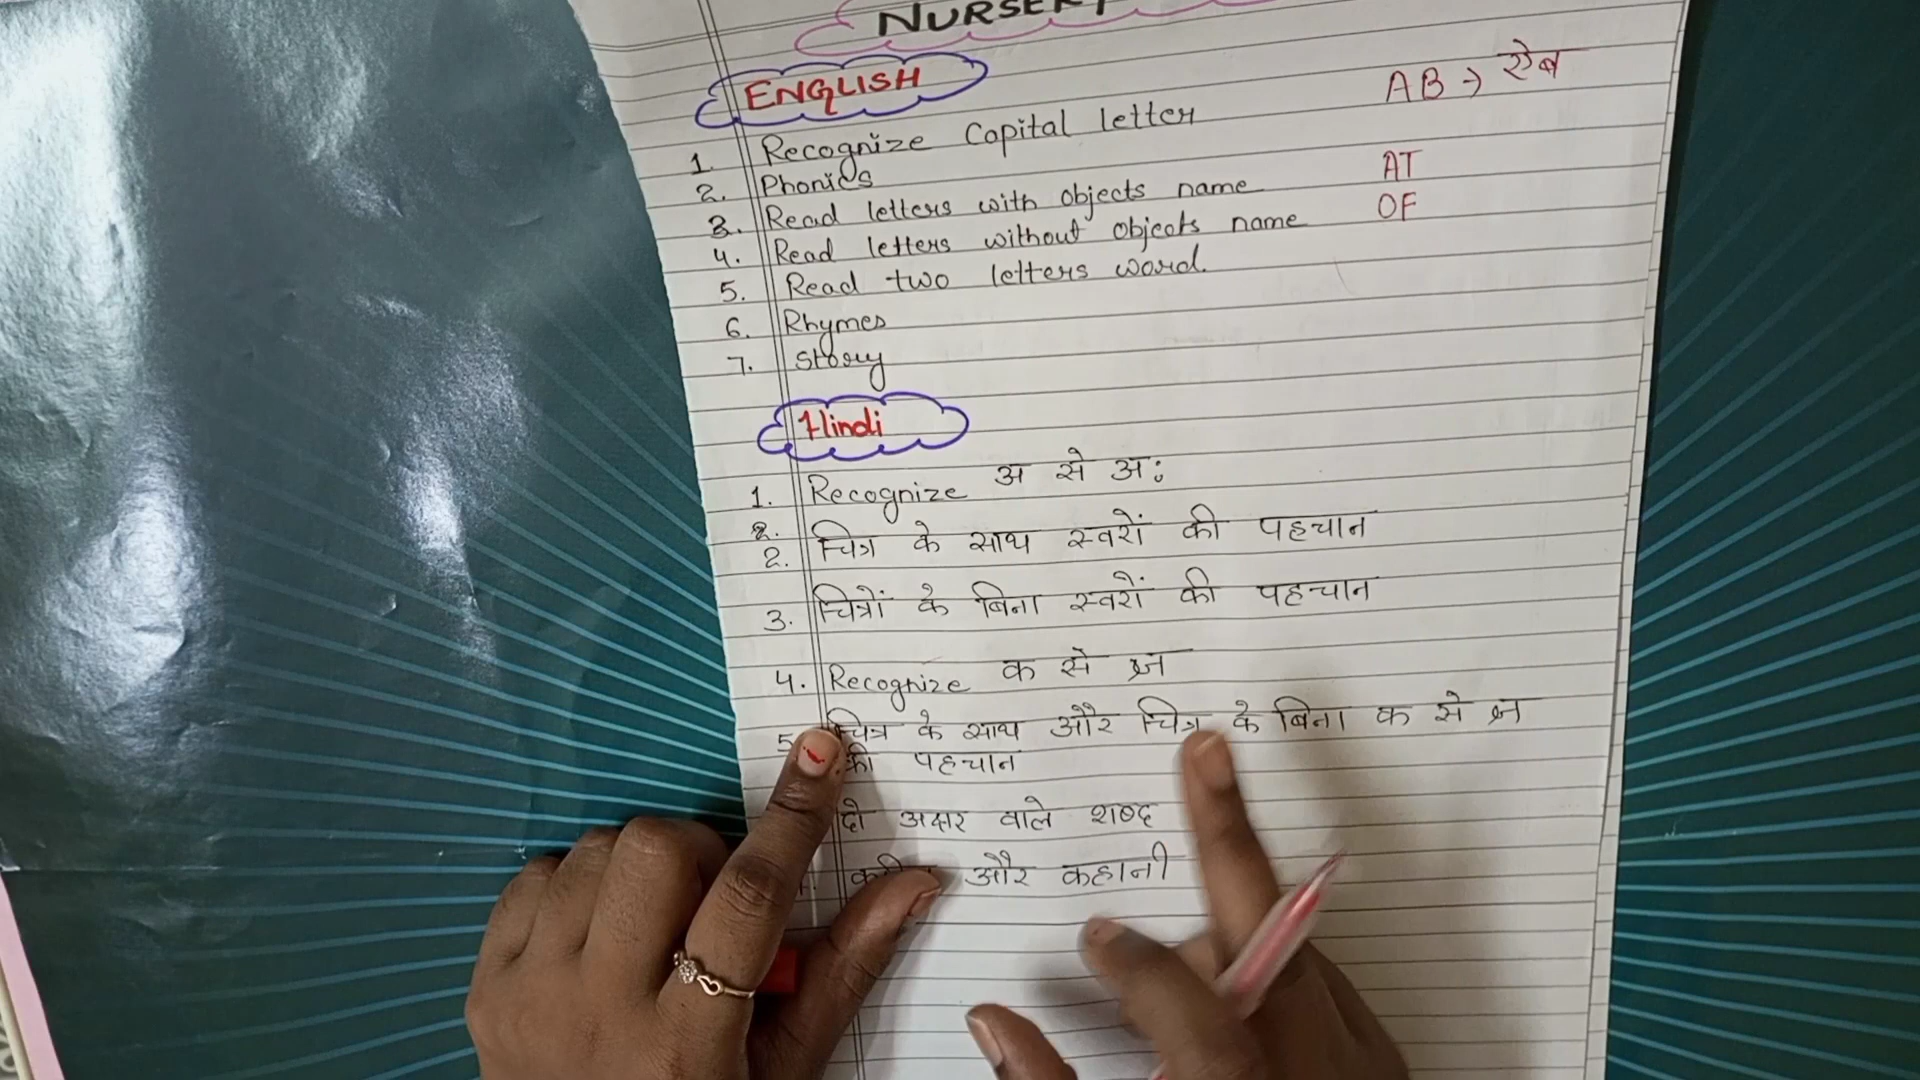 NURSERY
ENGLISH
AB → ऐब
1. Recognize Capital letter
2. Phonics
3. Read letters with objects name AT
4. Read letters without objects name OF
5. Read two letters word.
6. Rhymes
7. Story
Hindi
1. Recognize अ से अः
2.
2. चित्र के साथ स्वरों की पहचान
3. चित्रों के बिना स्वरों की पहचान
4. Recognize क से ज्ञ
5. चित्र के साथ और चित्र के बिना क से ज्ञ
की पहचान
दो अक्षर वाले शब्द
और कहानी